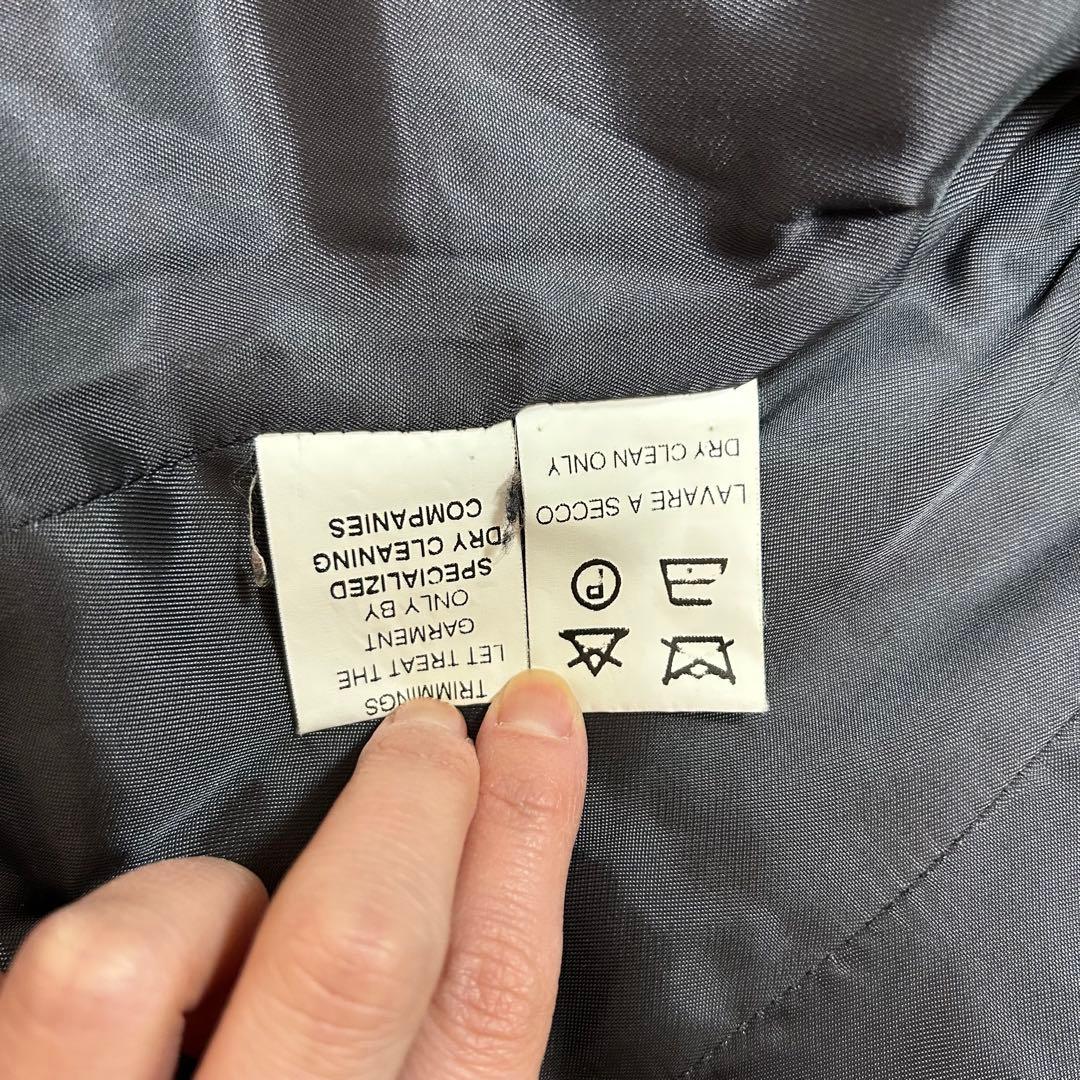 TRIMMINGS
LET TREAT THE
GARMENT
ONLY BY
SPECIALIZED
DRY CLEANING
COMPANIES
P
LAVARE A SECCO
DRY CLEAN ONLY